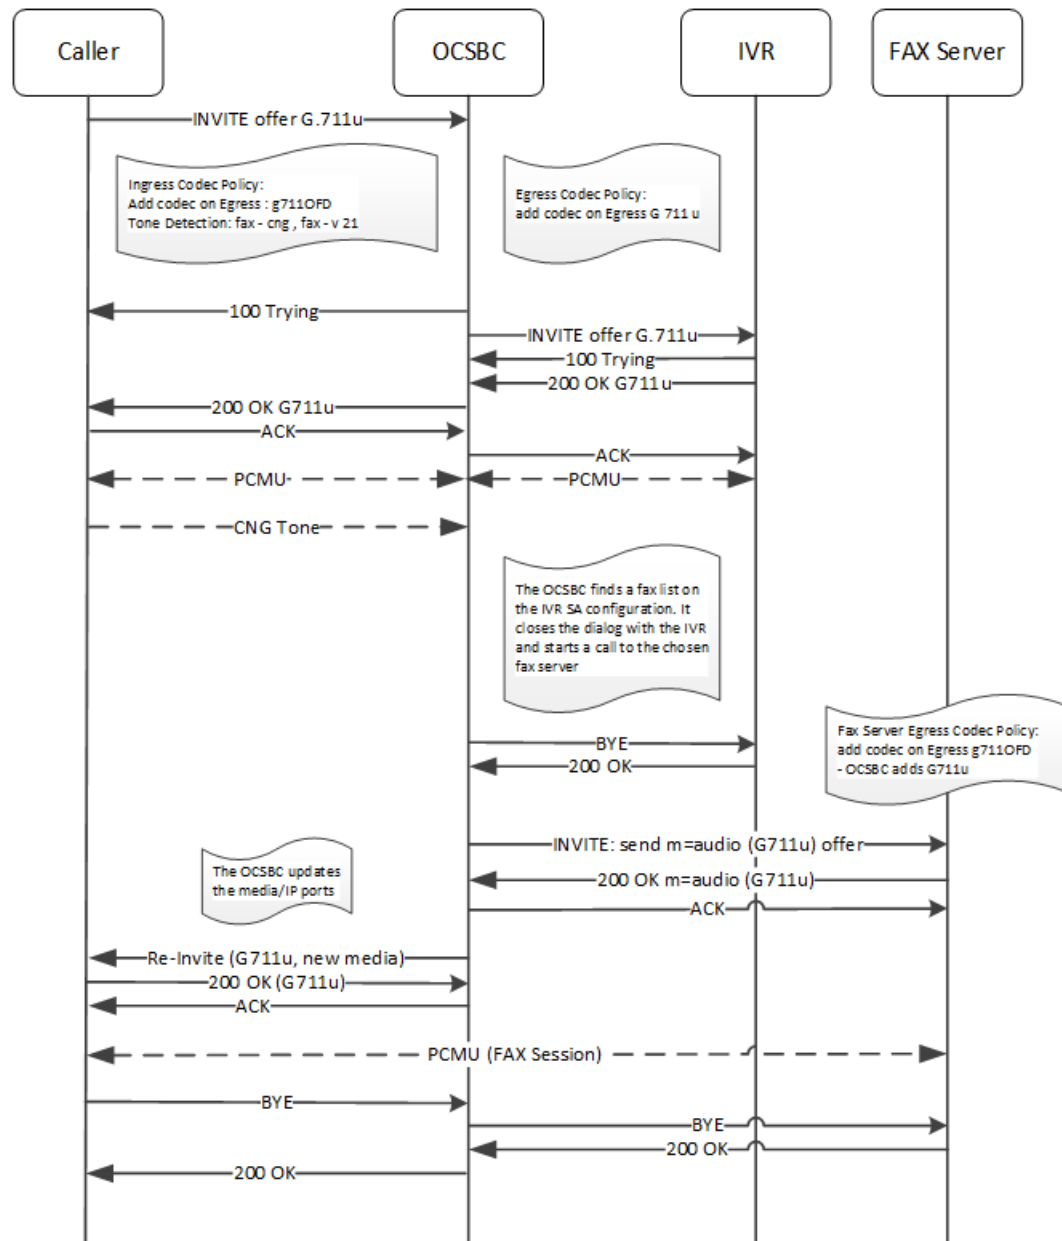 Caller
OCSBC
IVR
FAX Server
INVITE offer G.711u
Ingress Codec Policy:
Add codec on Egress : g711OFD
Tone Detection: fax - cng , fax - v 21
Egress Codec Policy:
add codec on Egress G 711 u
100 Trying
INVITE offer G.711u
100 Trying
200 OK G711u
200 OK G711u
ACK
ACK
PCMU-
PCMU
CNG Tone
The OCSBC finds a fax list on
the IVR SA configuration. It
closes the dialog with the IVR
and starts a call to the chosen
fax server
Fax Server Egress Codec Policy:
add codec on Egress g711OFD
- OCSBC adds G711u
BYE
200 OK
INVITE: send m=audio (G711u) offer
The OCSBC updates
the media/IP ports
200 OK m=audio (G711u)
ACK
Re-Invite (G711u, new media)
200 OK (G711u)
ACK
PCMU (FAX Session)
BYE
BYE
200 OK
200 OK